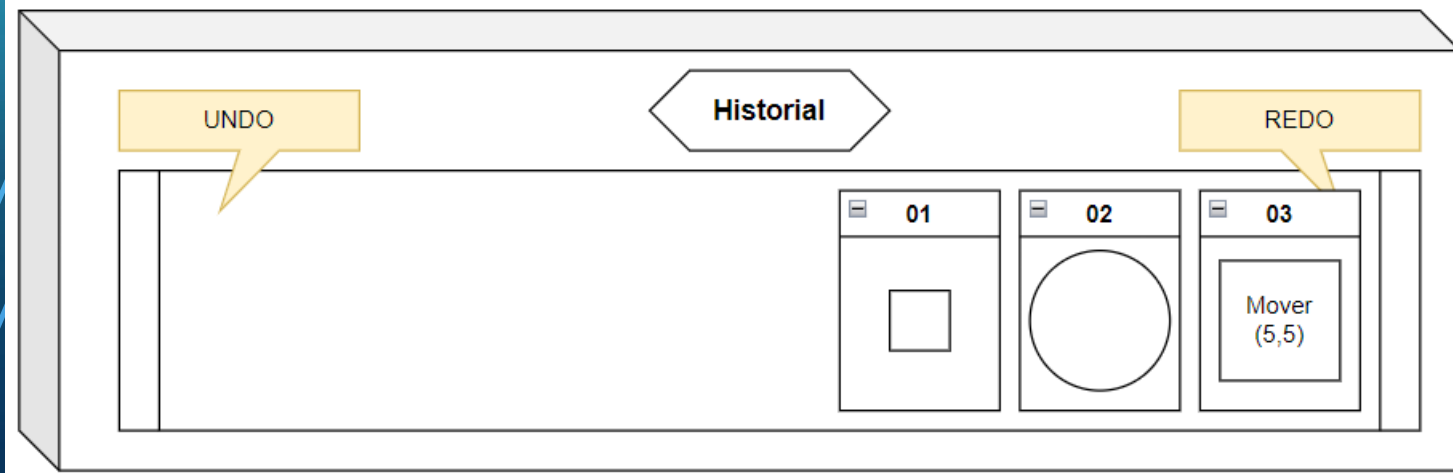 Historial
UNDO
REDO
01
02
03
Mover
(5,5)